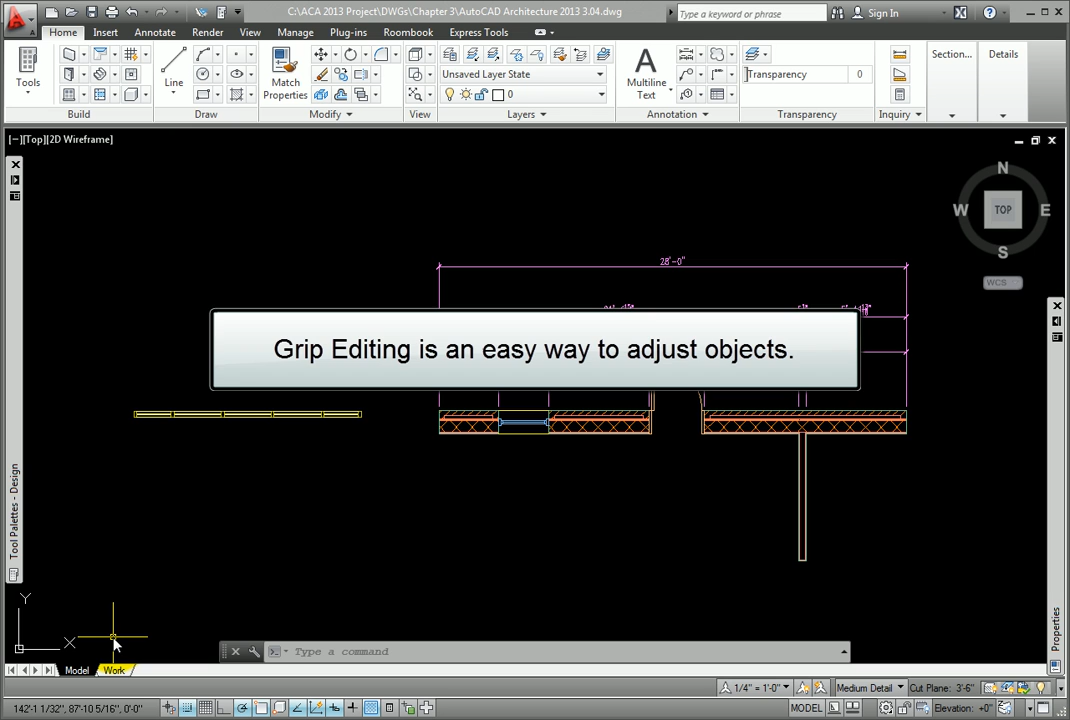 C:\ACA 2013 Project\DWGs\Chapter 3\AutoCAD Architecture 2013 3.04.dwg
Type a keyword or phrase
Sign In
Home Insert Annotate Render View Manage Plug-ins Roombook Express Tools
Tools
Line
Match Properties
Unsaved Layer State
0
Multiline Text
Transparency 0
Section...
Details
Build Draw Modify View Layers Annotation Transparency Inquiry
[−][Top][2D Wireframe]
N
W TOP E
S
WCS
28'-0"
Grip Editing is an easy way to adjust objects.
Tool Palettes - Design
Properties
Y
X
Type a command
Model Work
1/4" = 1'-0" Medium Detail Cut Plane: 3'-6"
142'-1 1/32", 87'-10 5/16", 0'-0" MODEL Elevation: +0"